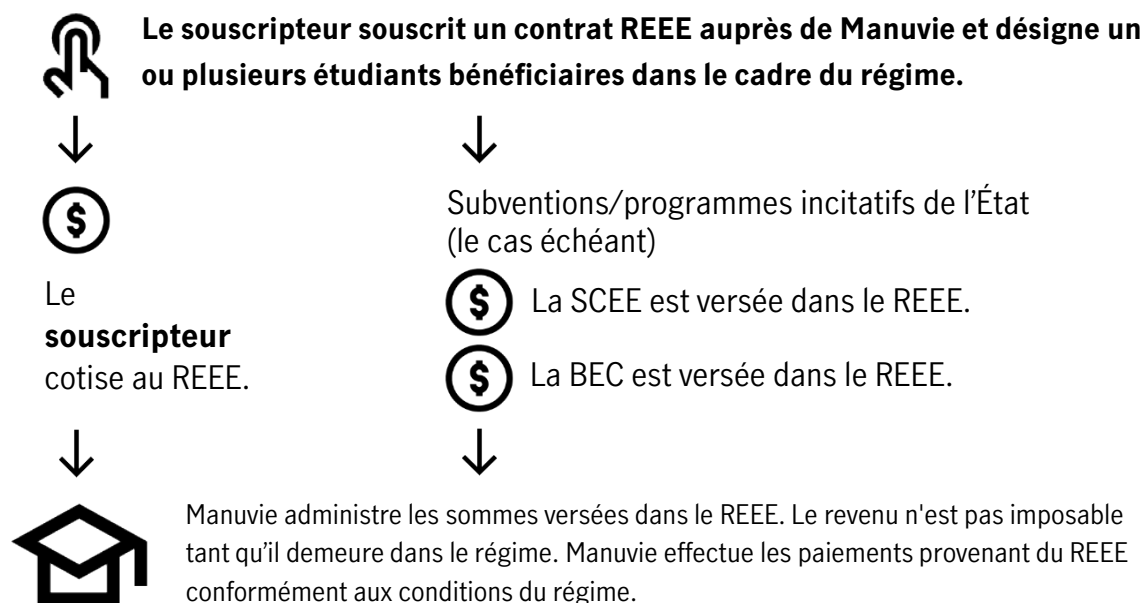 Le souscripteur souscrit un contrat REEE auprès de Manuvie et désigne un
ou plusieurs étudiants bénéficiaires dans le cadre du régime.
$
Le
souscripteur
cotise au REEE.
Subventions/programmes incitatifs de l’État
(le cas échéant)
$ La SCEE est versée dans le REEE.
$ La BEC est versée dans le REEE.
Manuvie administre les sommes versées dans le REEE. Le revenu n'est pas imposable
tant qu’il demeure dans le régime. Manuvie effectue les paiements provenant du REEE
conformément aux conditions du régime.